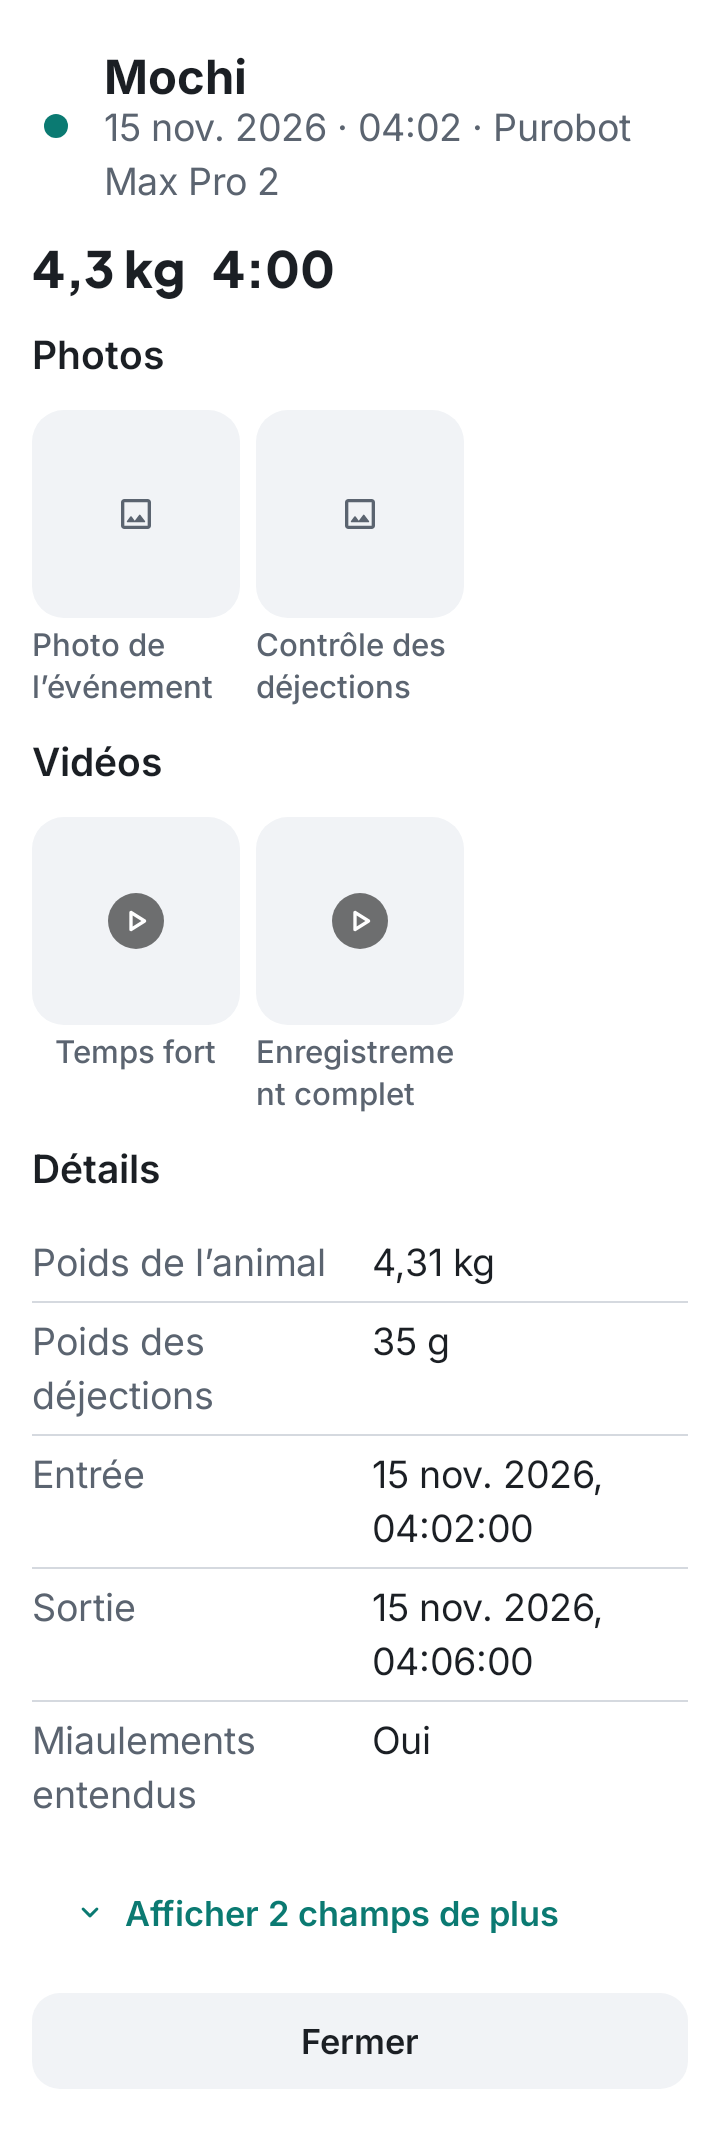 Mochi
15 nov. 2026 · 04:02 · Purobot
Max Pro 2
4,3 kg 4:00
Photos
Photo de
l’événement
Contrôle des
déjections
Vidéos
Temps fort
Enregistreme
nt complet
Détails
Poids de l’animal 4,31 kg
Poids des
déjections
35 g
Entrée
15 nov. 2026,
04:02:00
Sortie
15 nov. 2026,
04:06:00
Miaulements
entendus
Oui
Afficher 2 champs de plus
Fermer